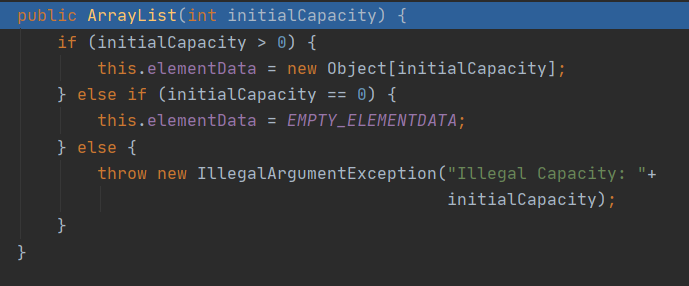 public ArrayList(int initialCapacity) {
if (initialCapacity > 0) {
this.elementData = new Object[initialCapacity];
} else if (initialCapacity == 0) {
this.elementData = EMPTY_ELEMENTDATA;
} else {
throw new IllegalArgumentException("Illegal Capacity: "+
initialCapacity);
}
}